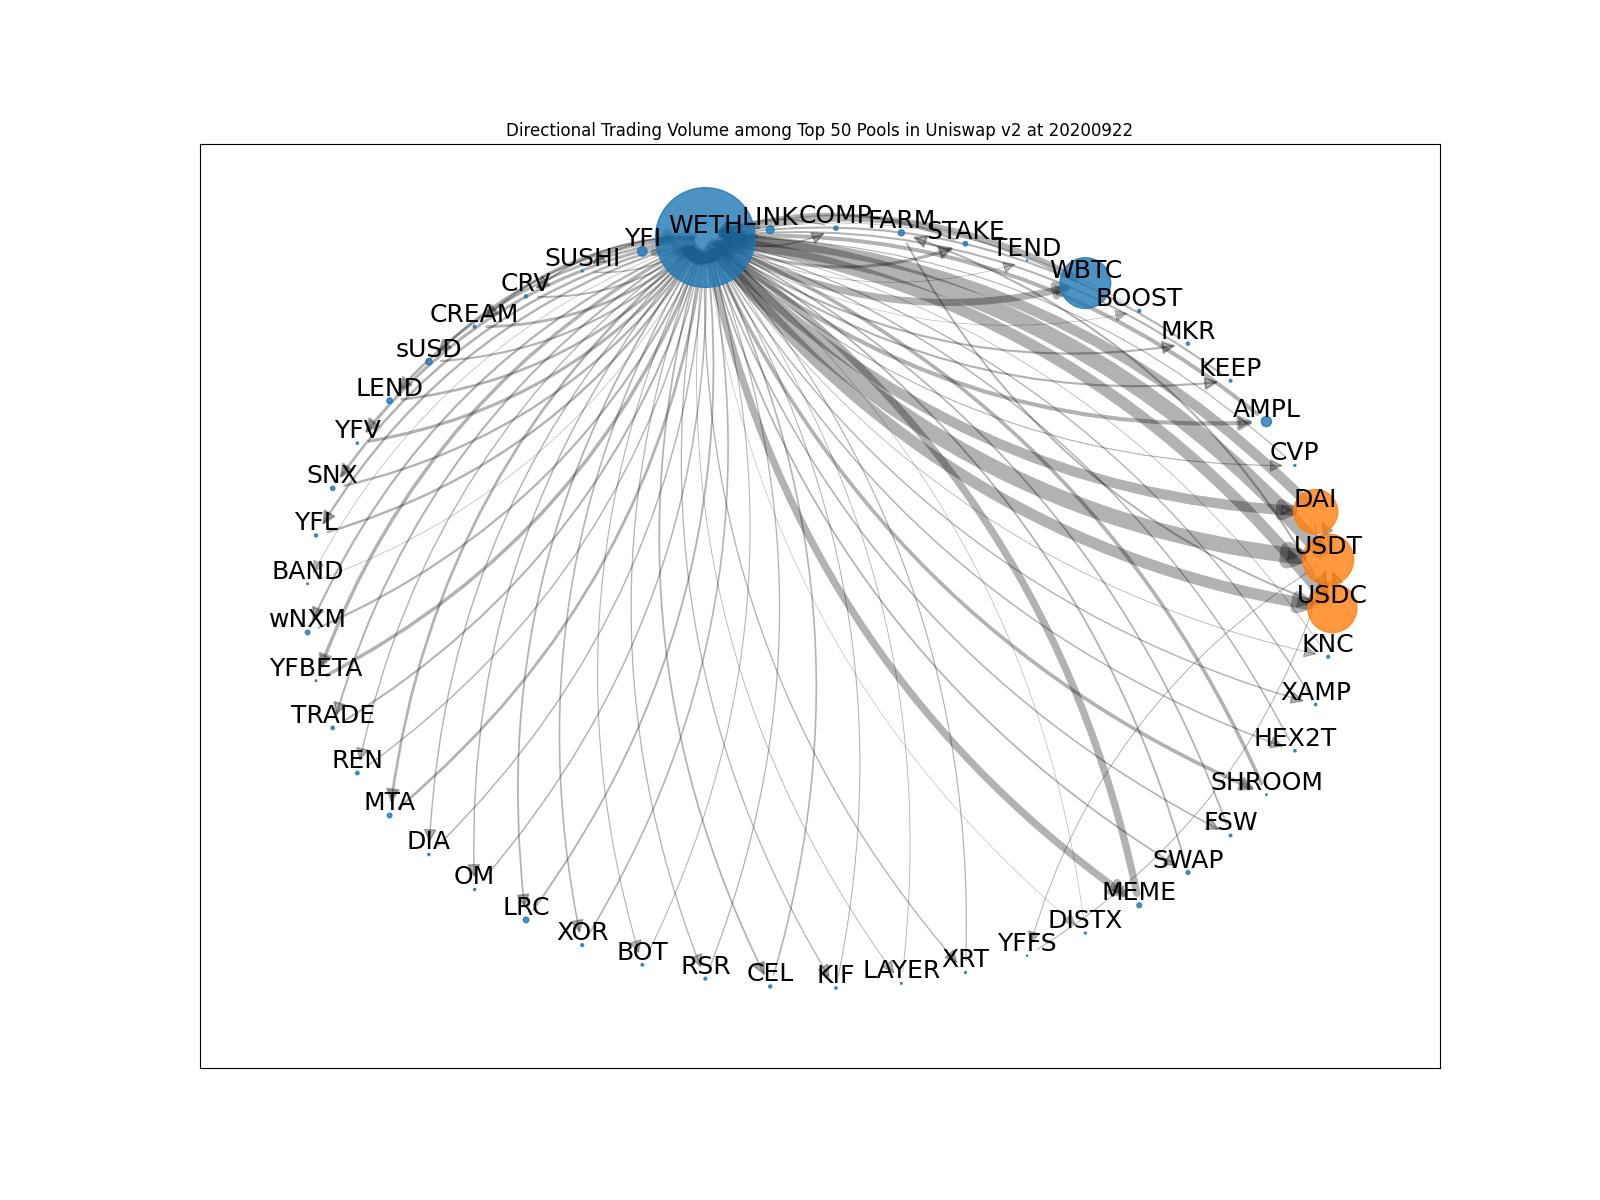 Directional Trading Volume among Top 50 Pools in Uniswap v2 at 20200922
WETH
LINK
COMP
FARM
STAKE
TEND
WBTC
BOOST
MKR
KEEP
AMPL
CVP
DAI
USDT
USDC
KNC
XAMP
HEX2T
SHROOM
FSW
SWAP
MEME
DISTX
YFFS
XRT
LAYER
KIF
CEL
RSR
BOT
XOR
LRC
OM
DIA
MTA
REN
TRADE
YFBETA
wNXM
BAND
YFL
SNX
YFV
LEND
sUSD
CREAM
CRV
SUSHI
YFI